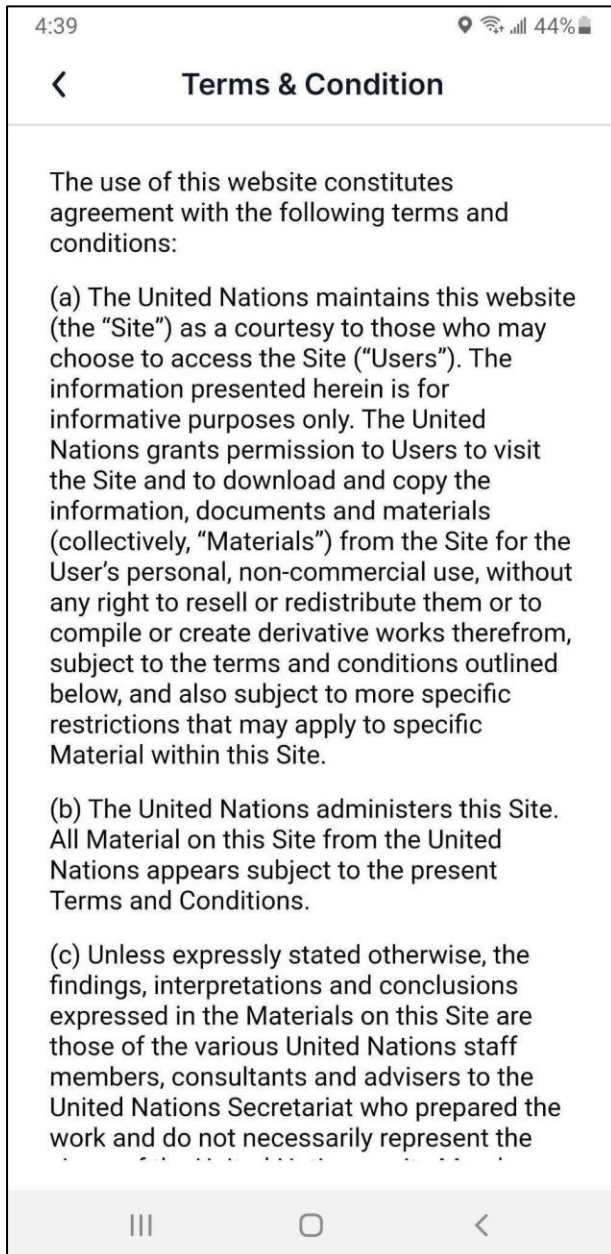 4:39
44%
Terms & Condition
The use of this website constitutes
agreement with the following terms and
conditions:
(a) The United Nations maintains this website
(the “Site”) as a courtesy to those who may
choose to access the Site (“Users”). The
information presented herein is for
informative purposes only. The United
Nations grants permission to Users to visit
the Site and to download and copy the
information, documents and materials
(collectively, “Materials”) from the Site for the
User’s personal, non-commercial use, without
any right to resell or redistribute them or to
compile or create derivative works therefrom,
subject to the terms and conditions outlined
below, and also subject to more specific
restrictions that may apply to specific
Material within this Site.
(b) The United Nations administers this Site.
All Material on this Site from the United
Nations appears subject to the present
Terms and Conditions.
(c) Unless expressly stated otherwise, the
findings, interpretations and conclusions
expressed in the Materials on this Site are
those of the various United Nations staff
members, consultants and advisers to the
United Nations Secretariat who prepared the
work and do not necessarily represent the